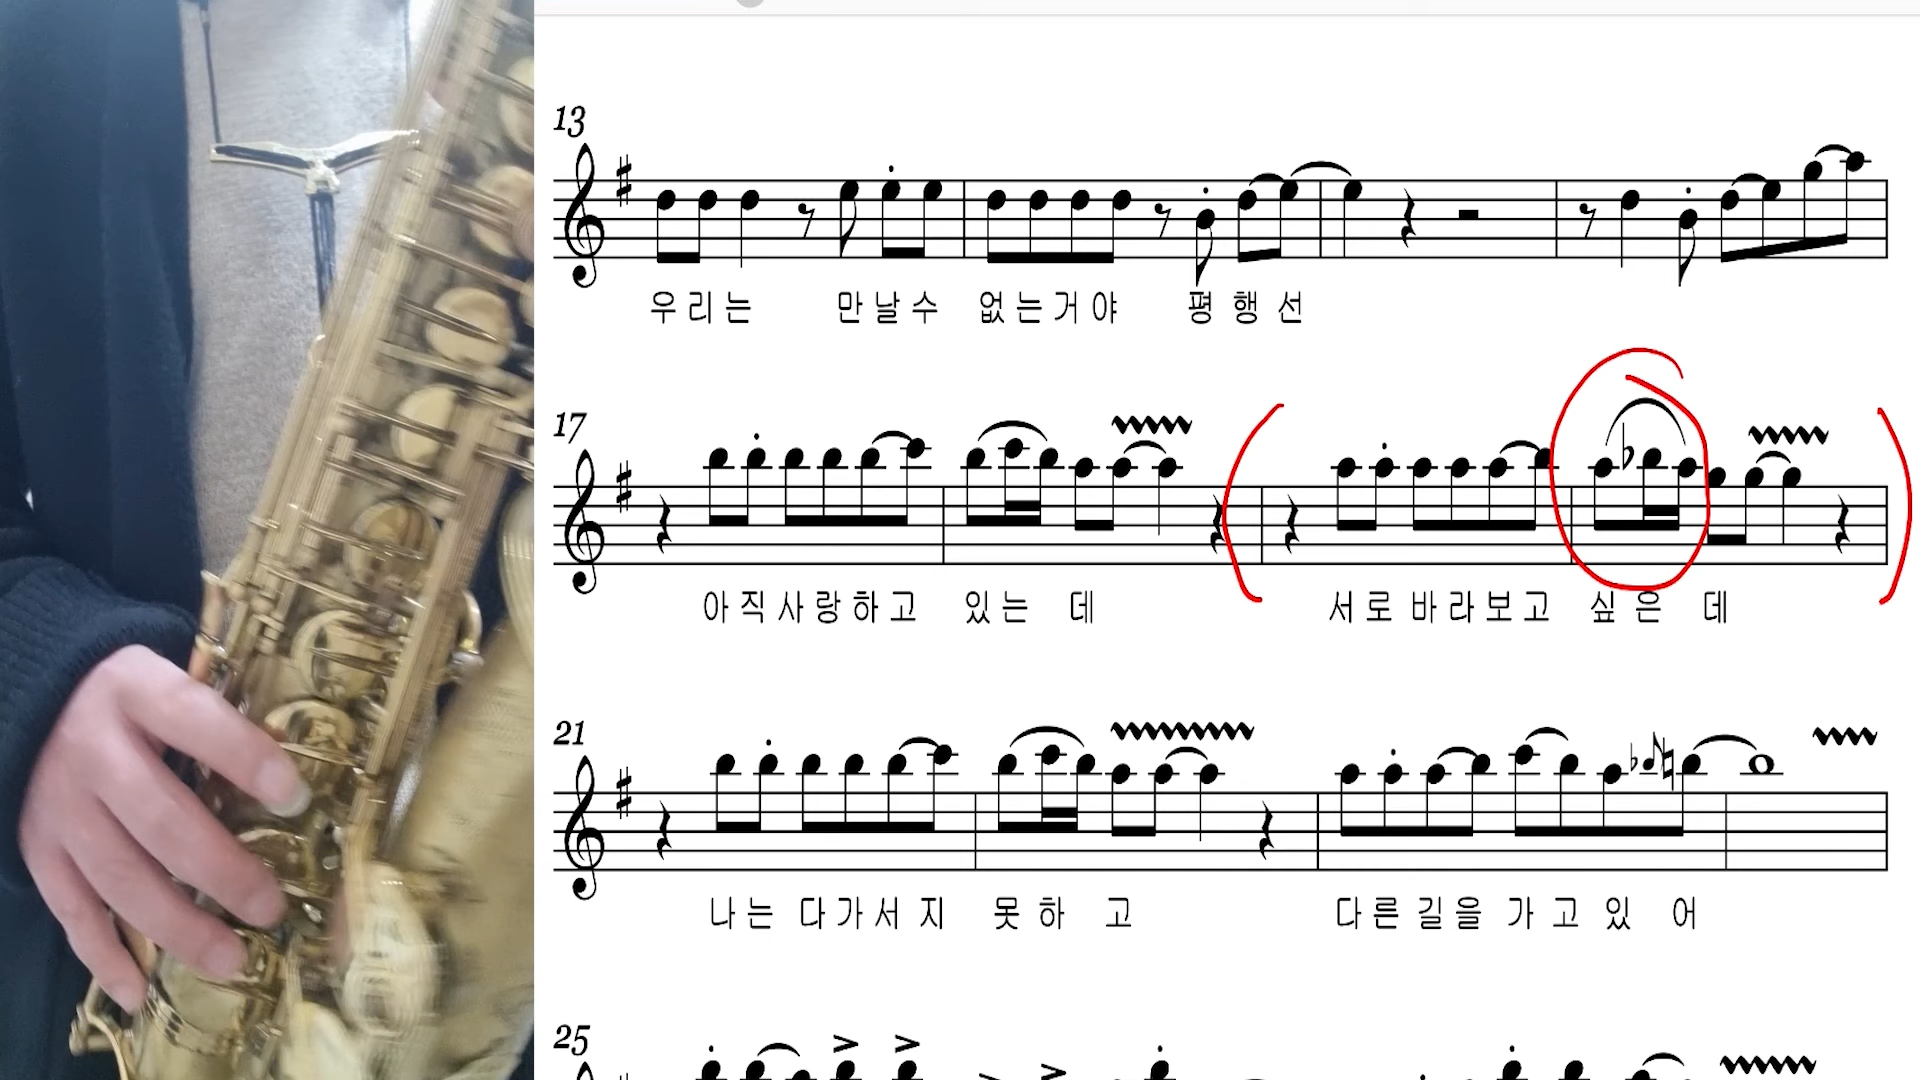 13
우리는 만날수 없는거야 평행선
17
아직사랑하고 있는 데 서로바라보고 싶은 데
21
나는 다가서지 못하 고 다른길을 가고있 어
25